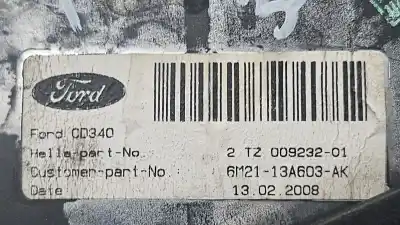 Ford
Ford CD340
Hella-part-No. 2 TZ 009232-01
Customer-part-No.: 6M21-13A603-AK
Date 13.02.2008